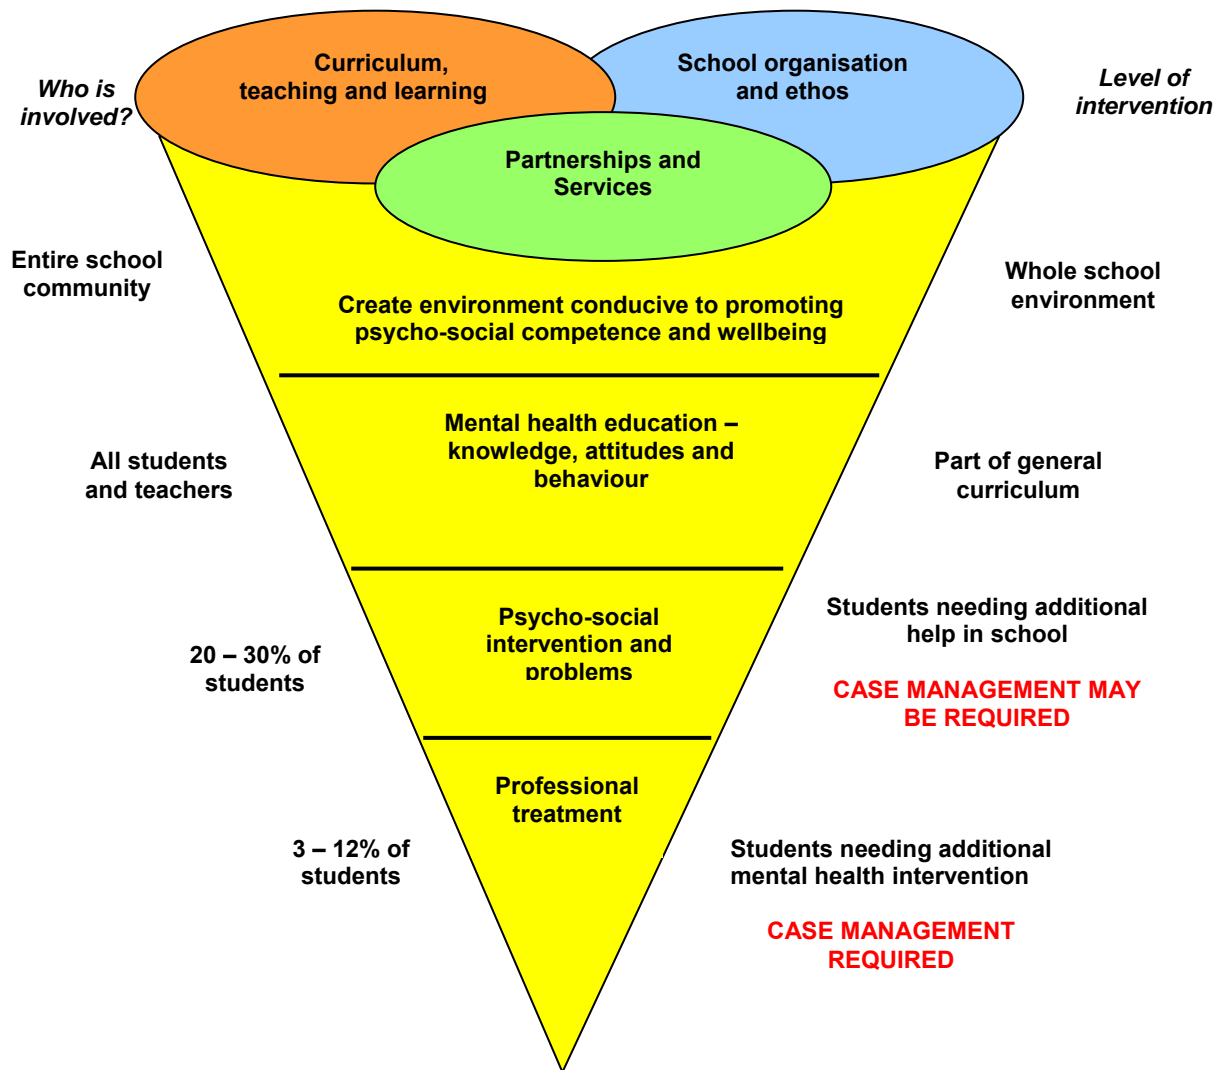 Curriculum,
teaching and learning
School organisation
and ethos
Who is
involved?
Level of
intervention
Partnerships and
Services
Entire school
community
Create environment conducive to promoting
psycho-social competence and wellbeing
Whole school
environment
All students
and teachers
Mental health education –
knowledge, attitudes and
behaviour
Part of general
curriculum
20 – 30% of
students
Psycho-social
intervention and
problems
Students needing additional
help in school
CASE MANAGEMENT MAY
BE REQUIRED
3 – 12% of
students
Professional
treatment
Students needing additional
mental health intervention
CASE MANAGEMENT
REQUIRED